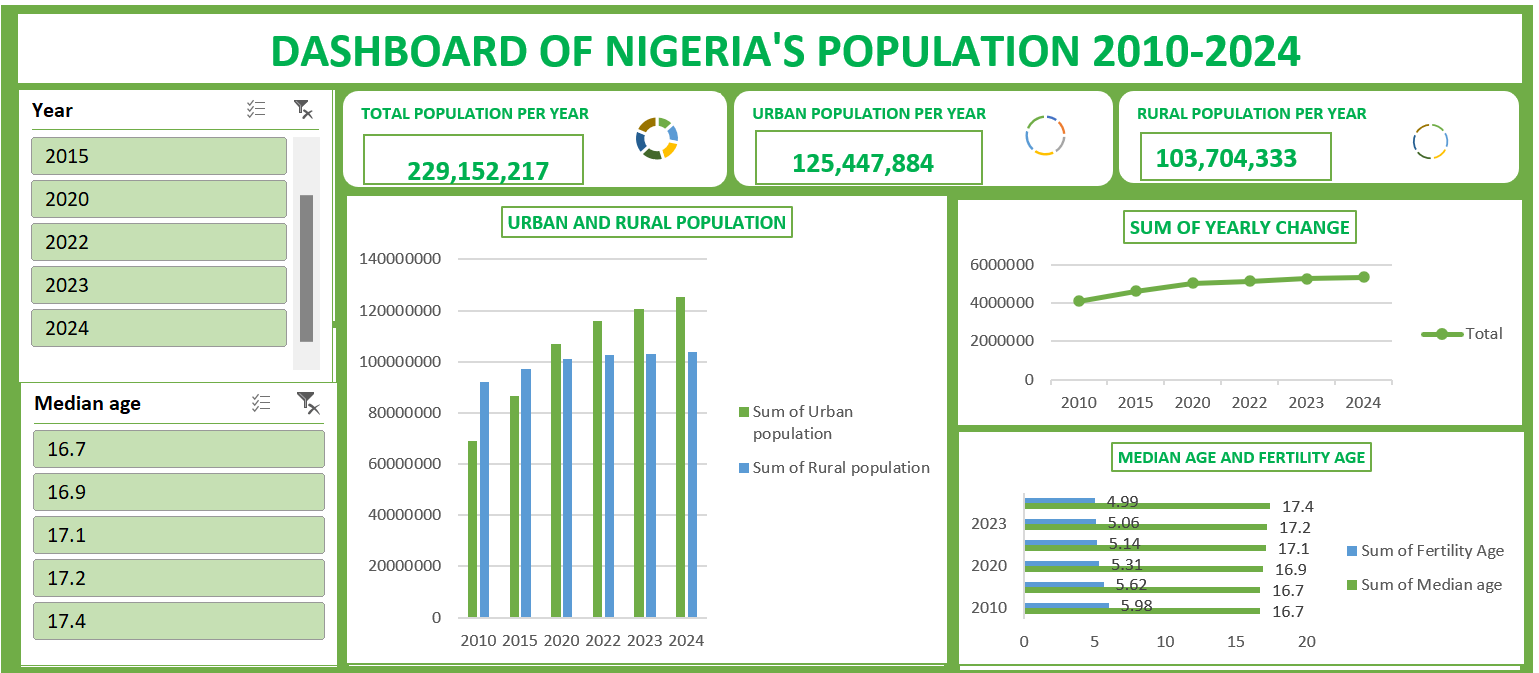 DASHBOARD OF NIGERIA'S POPULATION 2010-2024
Year
2015
2020
2022
2023
2024
Median age
16.7
16.9
17.1
17.2
17.4
TOTAL POPULATION PER YEAR
229,152,217
URBAN POPULATION PER YEAR
125,447,884
RURAL POPULATION PER YEAR
103,704,333
URBAN AND RURAL POPULATION
140000000
120000000
100000000
80000000
60000000
40000000
20000000
0
2010 2015 2020 2022 2023 2024
Sum of Urban
population
Sum of Rural population
SUM OF YEARLY CHANGE
6000000
4000000
2000000
0
2010 2015 2020 2022 2023 2024
Total
MEDIAN AGE AND FERTILITY AGE
4.99 17.4
2023 5.06 17.2
5.14 17.1
2020 5.31 16.9
5.62 16.7
2010 5.98 16.7
0 5 10 15 20
Sum of Fertility Age
Sum of Median age